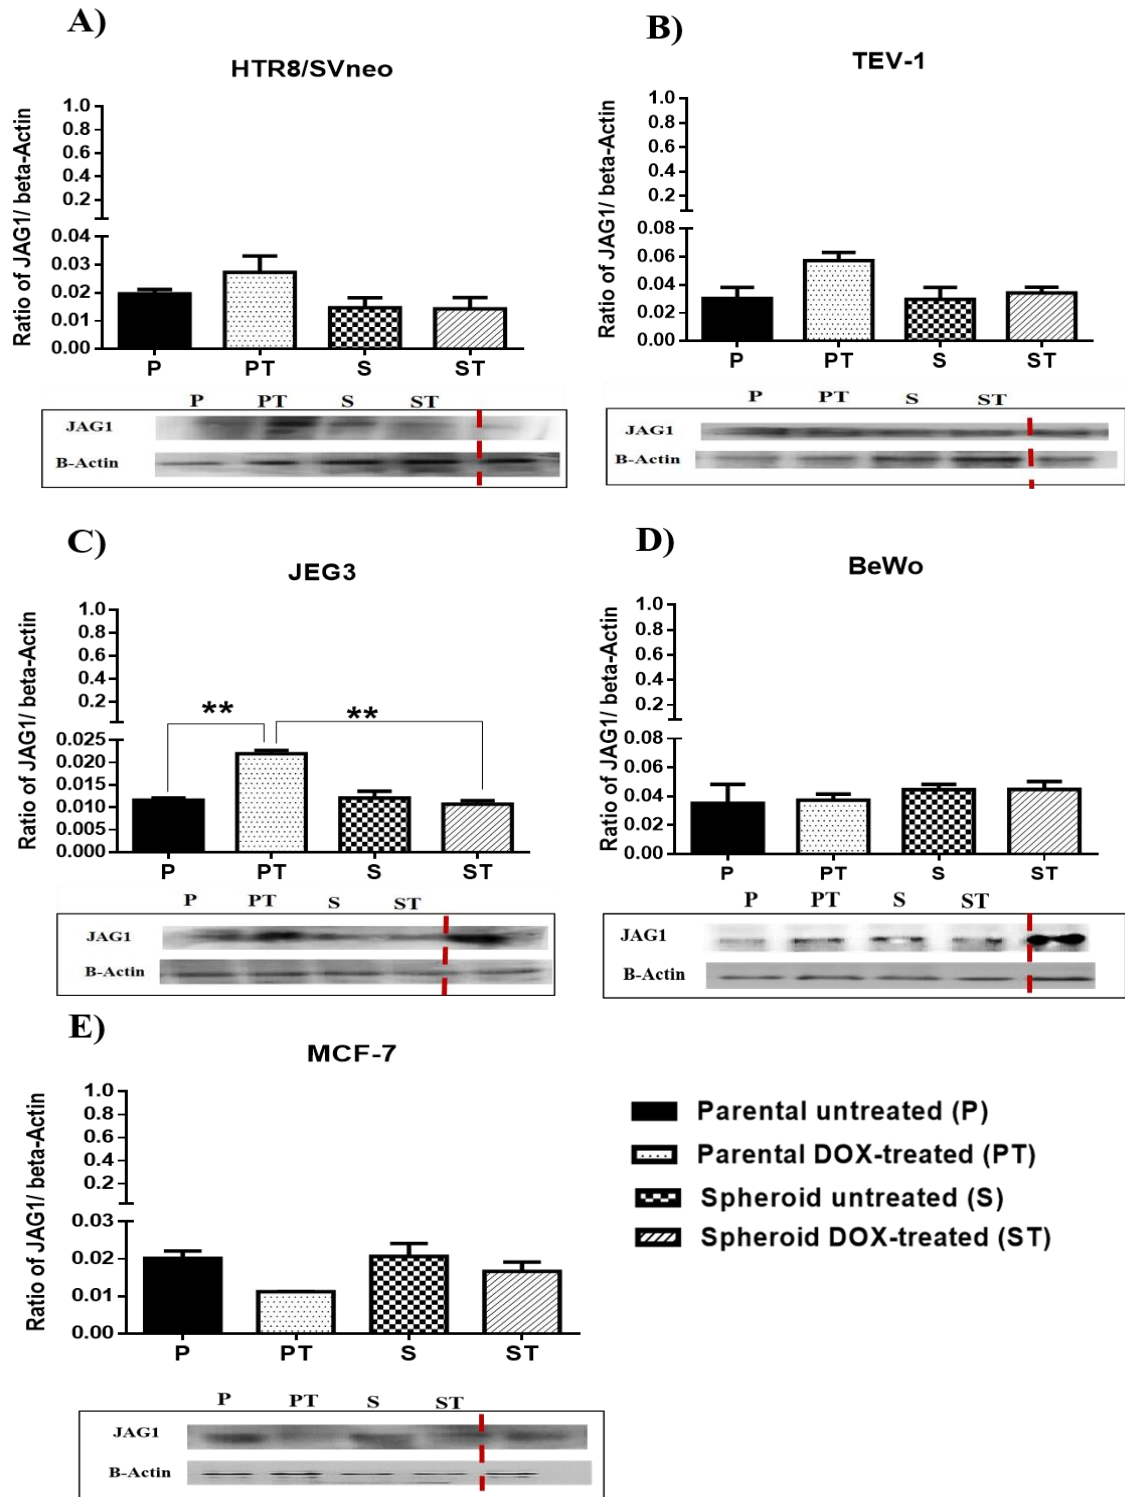 A)
HTR8/SVneo
Ratio of JAG1/ beta-Actin
1.0
0.8
0.6
0.4
0.2
0.04
0.03
0.02
0.01
0.00
P PT S ST
P PT S ST
JAG1
B-Actin
B)
TEV-1
Ratio of JAG1/ beta-Actin
1.0
0.8
0.6
0.4
0.2
0.08
0.06
0.04
0.02
0.00
P PT S ST
P PT S ST
JAG1
B-Actin
C)
JEG3
Ratio of JAG1/ beta-Actin
1.0
0.8
0.6
0.4
0.2
** **
0.025
0.020
0.015
0.010
0.005
0.000
P PT S ST
P PT S ST
JAG1
B-Actin
D)
BeWo
Ratio of JAG1/ beta-Actin
1.0
0.8
0.6
0.4
0.2
0.08
0.06
0.04
0.02
0.00
P PT S ST
P PT S ST
JAG1
B-Actin
E)
MCF-7
Ratio of JAG1/ beta-Actin
1.0
0.8
0.6
0.4
0.2
0.03
0.02
0.01
0.00
P PT S ST
P PT S ST
JAG1
B-Actin
Parental untreated (P)
Parental DOX-treated (PT)
Spheroid untreated (S)
Spheroid DOX-treated (ST)